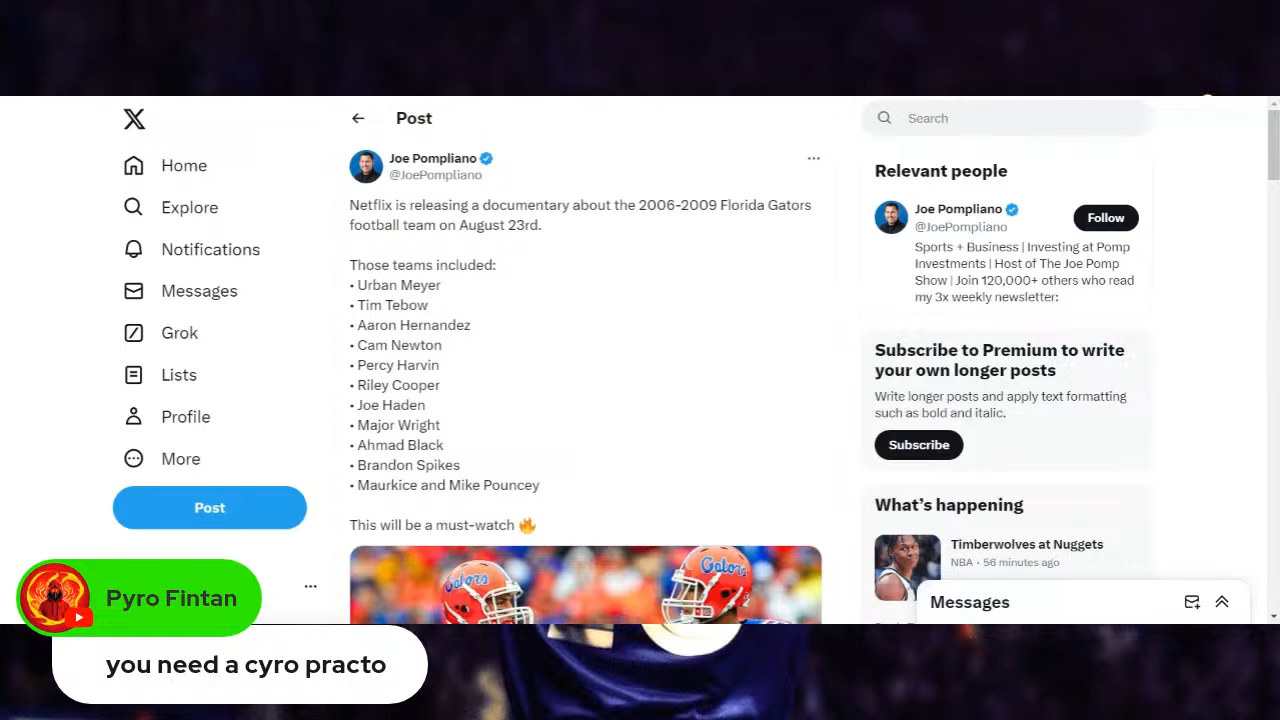 X
Home
Explore
Notifications
Messages
Grok
Lists
Profile
More
Post
Post
Joe Pompliano
@JoePompliano
Netflix is releasing a documentary about the 2006-2009 Florida Gators
football team on August 23rd.
Those teams included:
• Urban Meyer
• Tim Tebow
• Aaron Hernandez
• Cam Newton
• Percy Harvin
• Riley Cooper
• Joe Haden
• Major Wright
• Ahmad Black
• Brandon Spikes
• Maurkice and Mike Pouncey
This will be a must-watch 🔥
Gators
Gators
Search
Relevant people
Joe Pompliano
@JoePompliano
Follow
Sports + Business | Investing at Pomp
Investments | Host of The Joe Pomp
Show | Join 120,000+ others who read
my 3x weekly newsletter:
Subscribe to Premium to write
your own longer posts
Write longer posts and apply text formatting
such as bold and italic.
Subscribe
What's happening
Timberwolves at Nuggets
NBA · 56 minutes ago
Messages
Pyro Fintan
you need a cyro practo